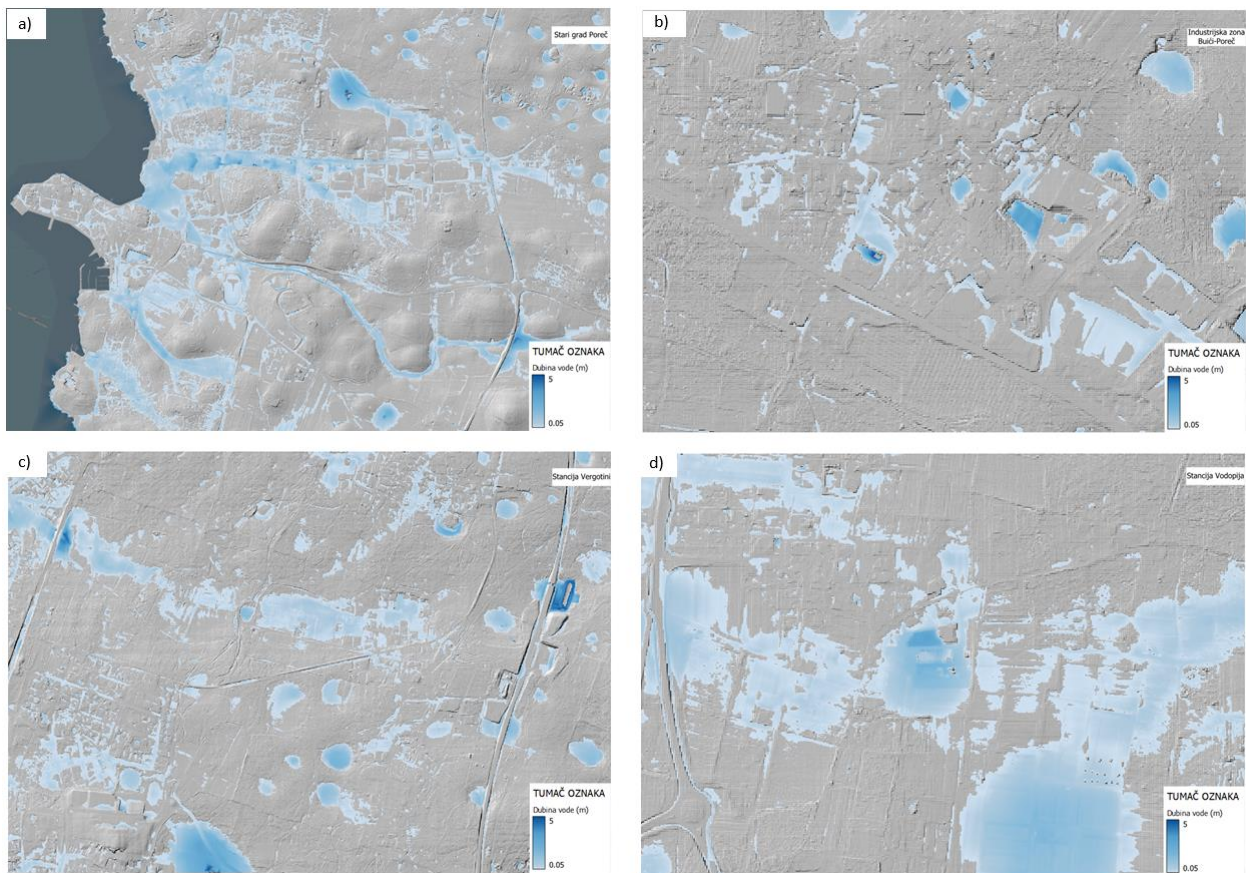 a)
Stari grad Poreč
TUMAČ OZNAKA
Dubina vode (m)
5
0.05
b)
Industrijska zona
Buići-Poreč
TUMAČ OZNAKA
Dubina vode (m)
5
0.05
c)
Stancija Vergotini
TUMAČ OZNAKA
Dubina vode (m)
5
0.05
d)
Stancija Vodopija
TUMAČ OZNAKA
Dubina vode (m)
5
0.05